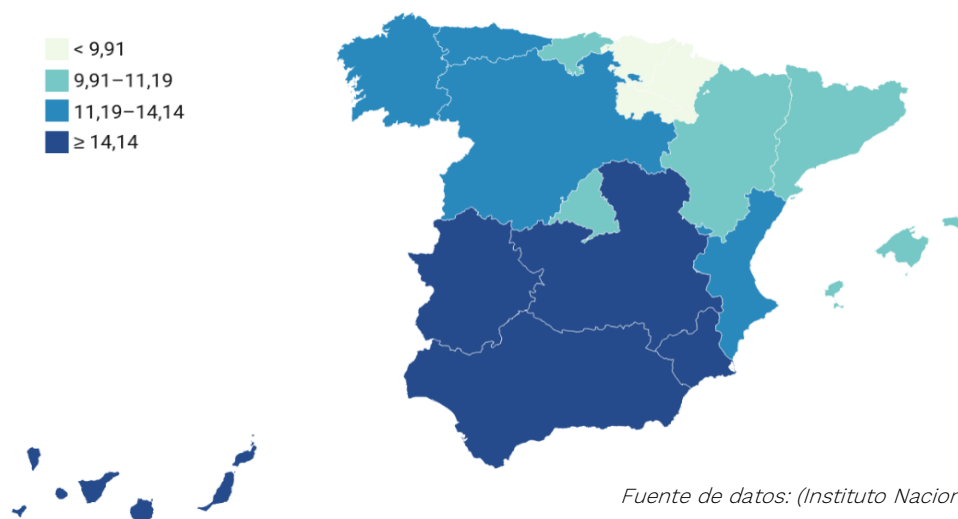 < 9,91
9,91–11,19
11,19–14,14
≥ 14,14
Fuente de datos: (Instituto Nacior